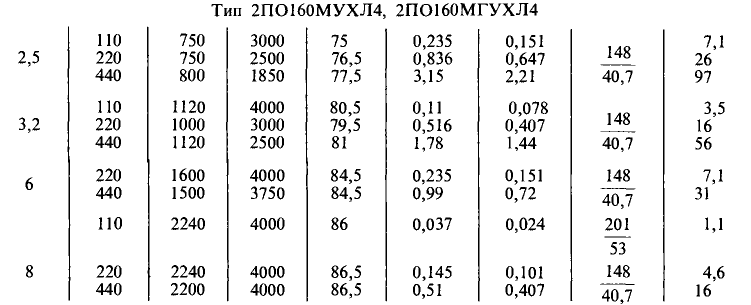 Тип 2ПО160МУХЛ4, 2ПО160МГУХЛ4
2,5 110 750 3000 75 0,235 0,151 148/40,7 7,1
220 750 2500 76,5 0,836 0,647 26
440 800 1850 77,5 3,15 2,21 97
3,2 110 1120 4000 80,5 0,11 0,078 148/40,7 3,5
220 1000 3000 79,5 0,516 0,407 16
440 1120 2500 81 1,78 1,44 56
6 220 1600 4000 84,5 0,235 0,151 148/40,7 7,1
440 1500 3750 84,5 0,99 0,72 31
110 2240 4000 86 0,037 0,024 201/53 1,1
8 220 2240 4000 86,5 0,145 0,101 148/40,7 4,6
440 2200 4000 86,5 0,51 0,407 16